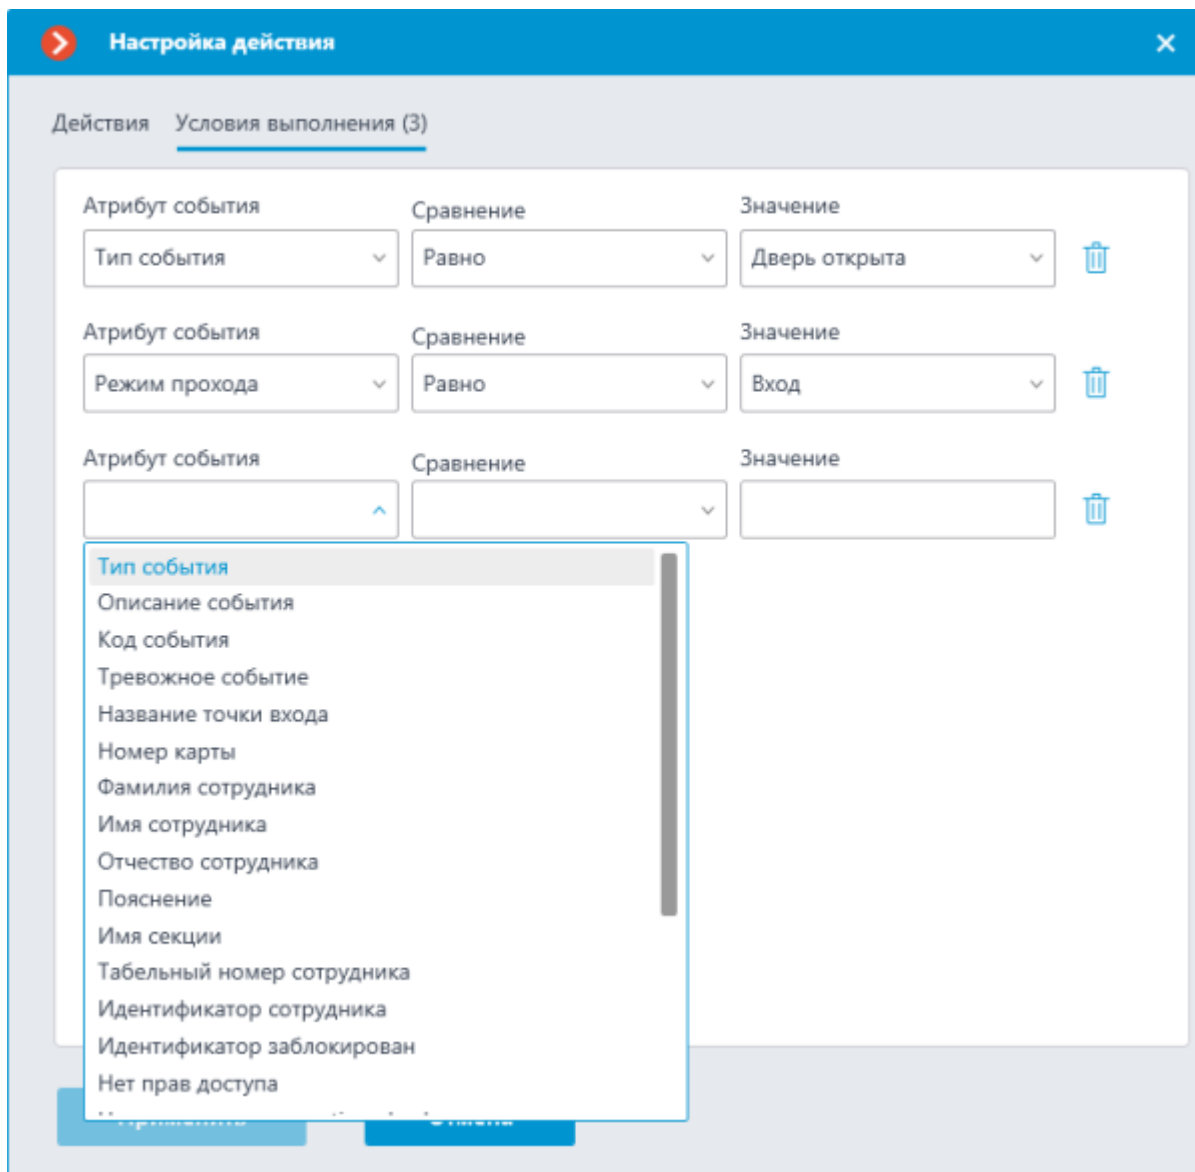 Настройка действия
Действия Условия выполнения (3)
Атрибут события Сравнение Значение
Тип события Равно Дверь открыта
Атрибут события Сравнение Значение
Режим прохода Равно Вход
Атрибут события Сравнение Значение
Тип события
Описание события
Код события
Тревожное событие
Название точки входа
Номер карты
Фамилия сотрудника
Имя сотрудника
Отчество сотрудника
Пояснение
Имя секции
Табельный номер сотрудника
Идентификатор сотрудника
Идентификатор заблокирован
Нет прав доступа
Применить Отмена